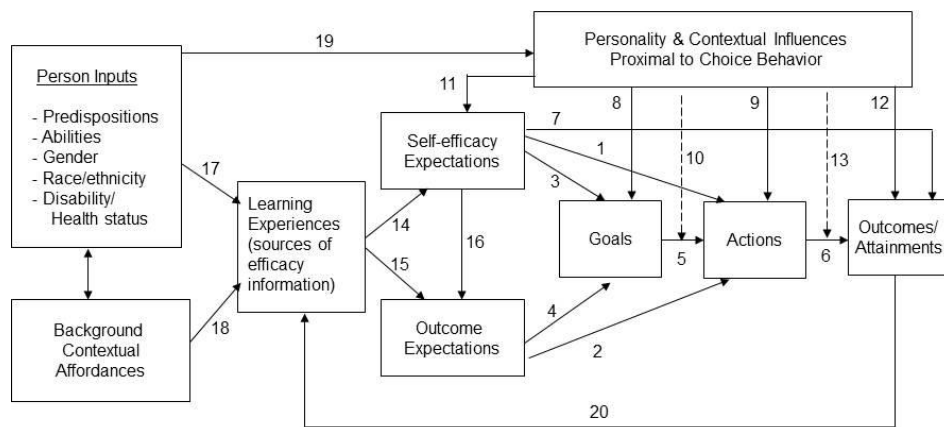 19
Personality & Contextual Influences
Proximal to Choice Behavior
Person Inputs
- Predispositions
- Abilities
- Gender
- Race/ethnicity
- Disability/
Health status
11
8
9
12
7
Self-efficacy
Expectations
1
10
13
3
17
Learning
Experiences
(sources of
efficacy
information)
14
16
15
Goals
5
Actions
6
Outcomes/
Attainments
18
Background
Contextual
Affordances
Outcome
Expectations
4
2
20